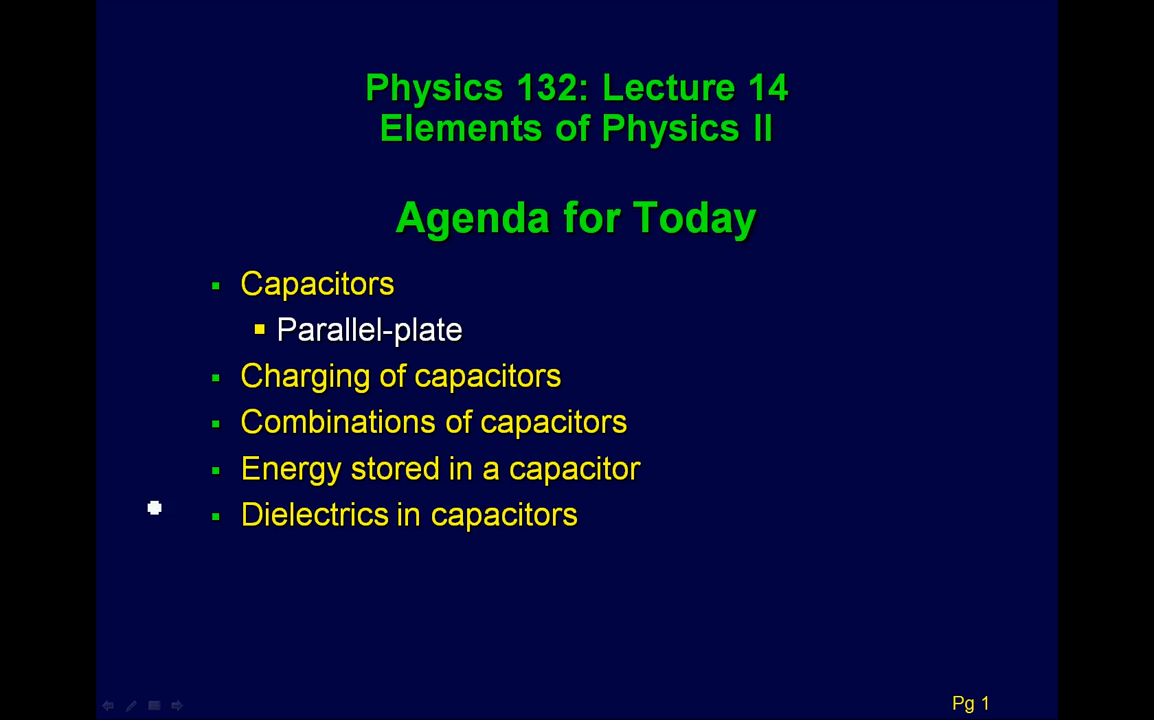 Physics 132: Lecture 14
Elements of Physics II
Agenda for Today
Capacitors
Parallel-plate
Charging of capacitors
Combinations of capacitors
Energy stored in a capacitor
Dielectrics in capacitors
Pg 1